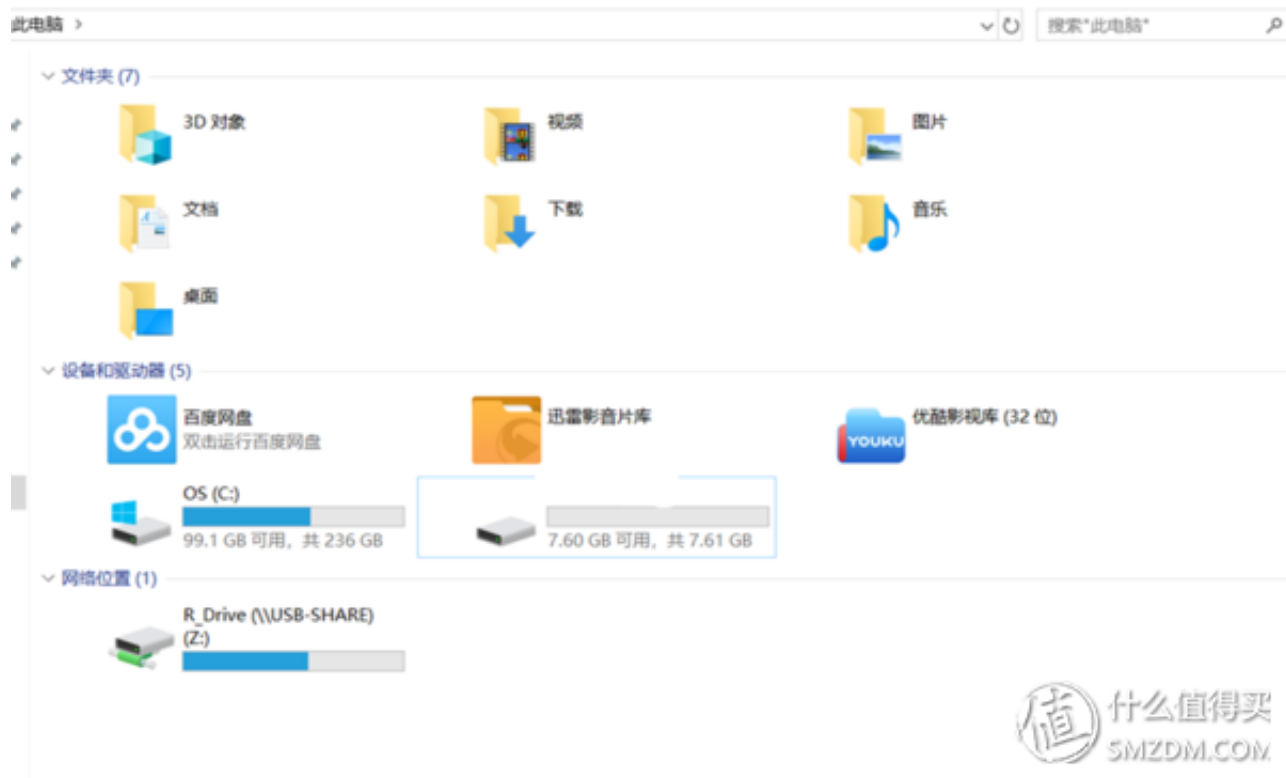 此电脑 >
搜索"此电脑"
文件夹 (7)
3D 对象
视频
图片
文档
下载
音乐
桌面
设备和驱动器 (5)
百度网盘
双击运行百度网盘
迅雷影音片库
优酷影视库 (32 位)
YOUKU
OS (C:)
99.1 GB 可用，共 236 GB
7.60 GB 可用，共 7.61 GB
网络位置 (1)
R_Drive (\\USB-SHARE)
(Z:)
值 什么值得买
SMZDM.COM